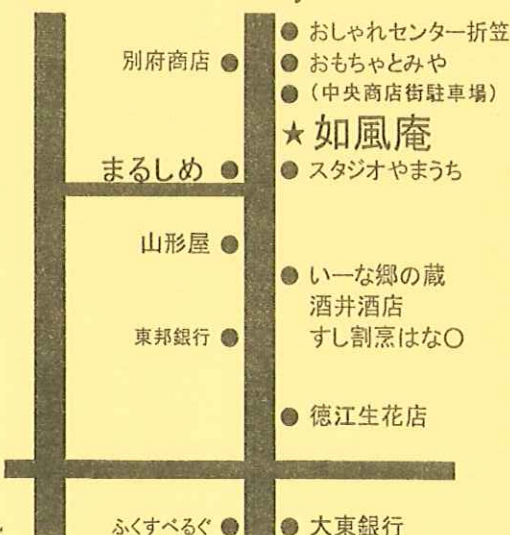 おしゃれセンター折笠
別府商店
おもちゃとみや
(中央商店街駐車場)
★如風庵
まるしめ
スタジオやまうち
山形屋
いーな郷の蔵
酒井酒店
東邦銀行
すし割烹はな〇
徳江生花店
ふくすべるぐ
大東銀行